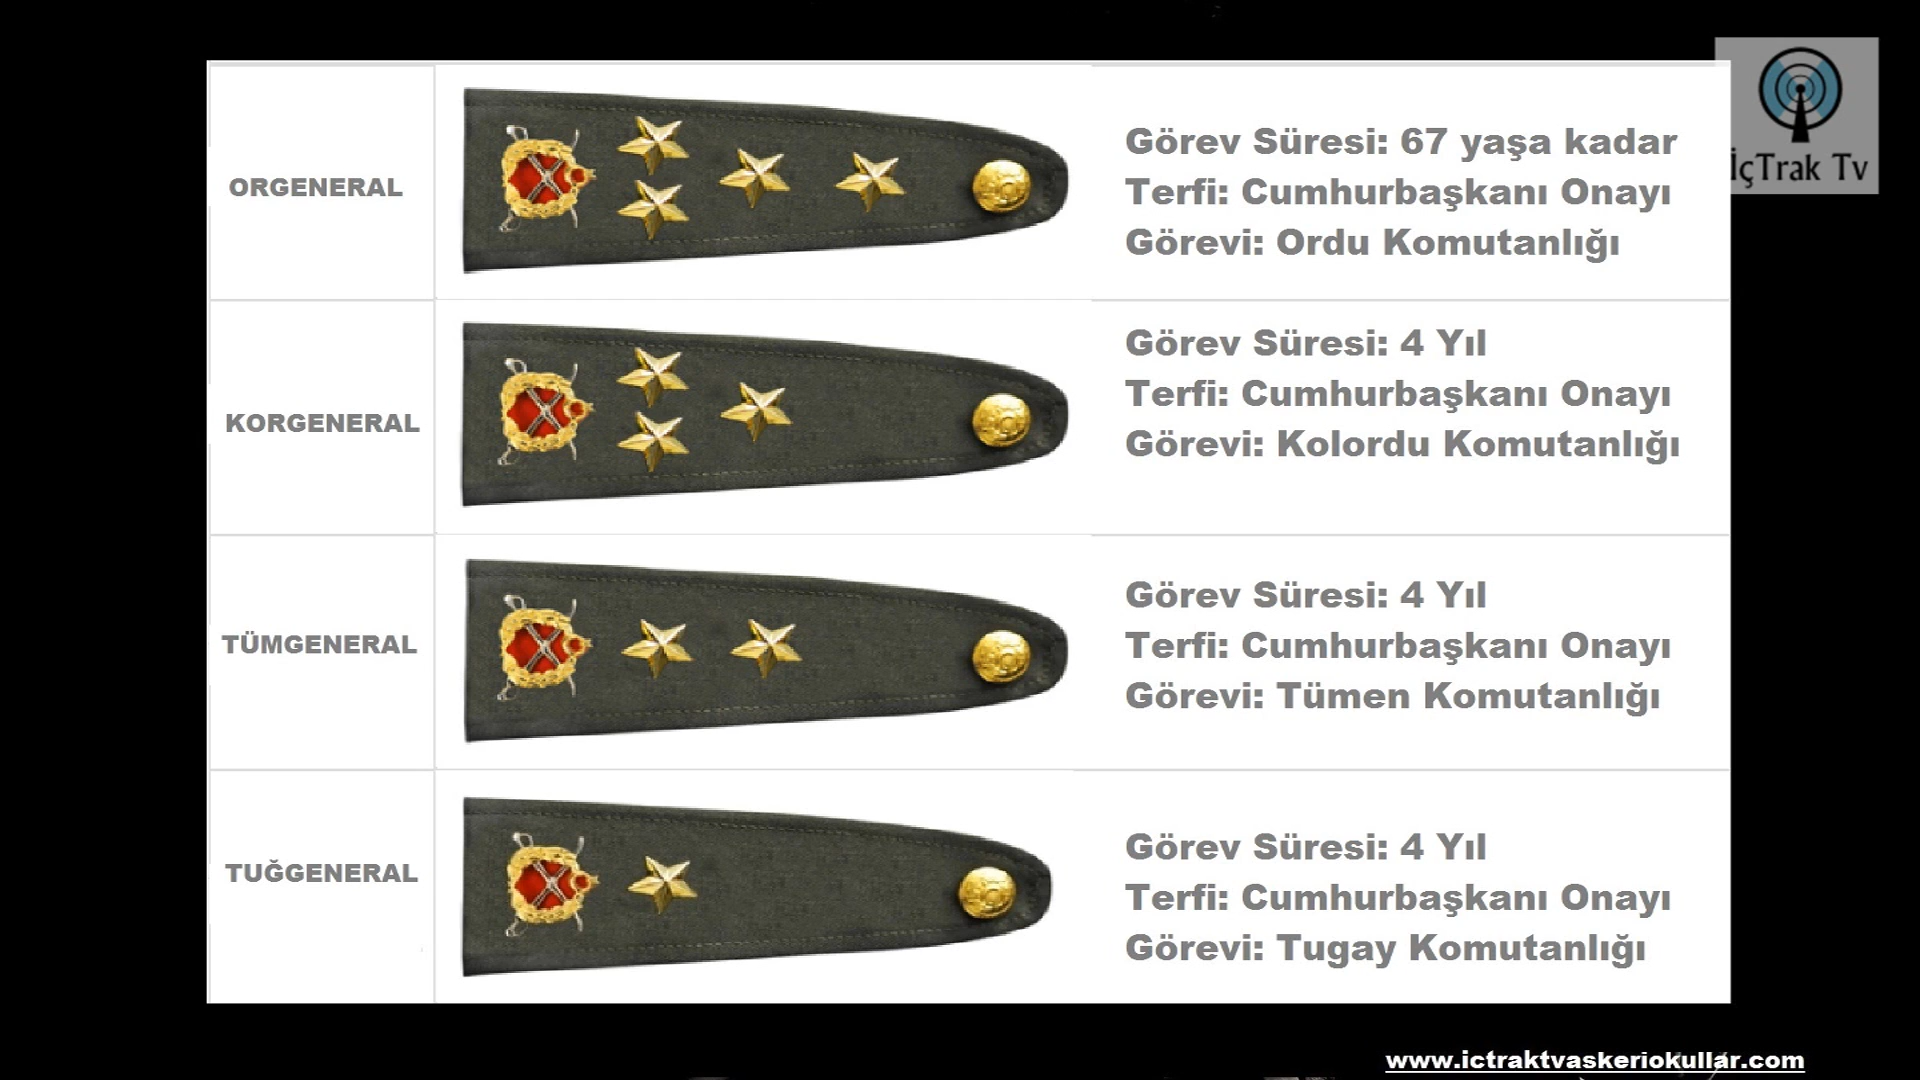 İçTrak Tv
ORGENERAL
Görev Süresi: 67 yaşa kadar
Terfi: Cumhurbaşkanı Onayı
Görevi: Ordu Komutanlığı
KORGENERAL
Görev Süresi: 4 Yıl
Terfi: Cumhurbaşkanı Onayı
Görevi: Kolordu Komutanlığı
TÜMGENERAL
Görev Süresi: 4 Yıl
Terfi: Cumhurbaşkanı Onayı
Görevi: Tümen Komutanlığı
TUĞGENERAL
Görev Süresi: 4 Yıl
Terfi: Cumhurbaşkanı Onayı
Görevi: Tugay Komutanlığı
www.ictraktvaskeriokullar.com